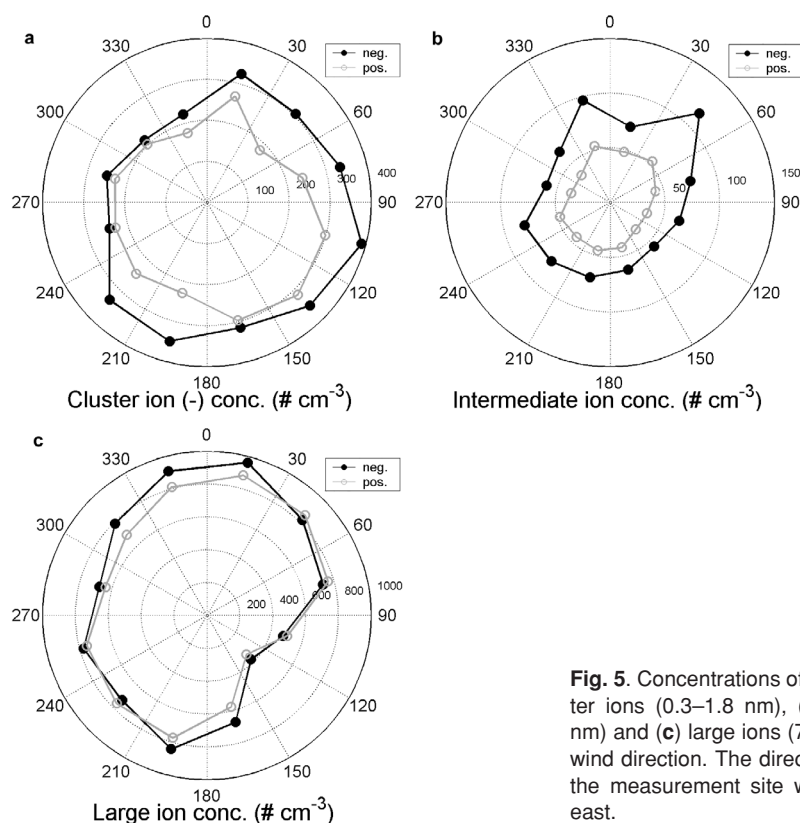 a
0
30
60
90
120
150
180
210
240
270
300
330
100
200
300
400
neg.
pos.
Cluster ion (-) conc. (# cm-3)
b
0
30
60
90
120
150
180
210
240
270
300
330
50
100
150
neg.
pos.
Intermediate ion conc. (# cm-3)
c
0
30
60
90
120
150
180
210
240
270
300
330
200
400
600
800
1000
neg.
pos.
Large ion conc. (# cm-3)
Fig. 5. Concentrations of
ter ions (0.3–1.8 nm), (
nm) and (c) large ions (7
wind direction. The direc
the measurement site w
east.